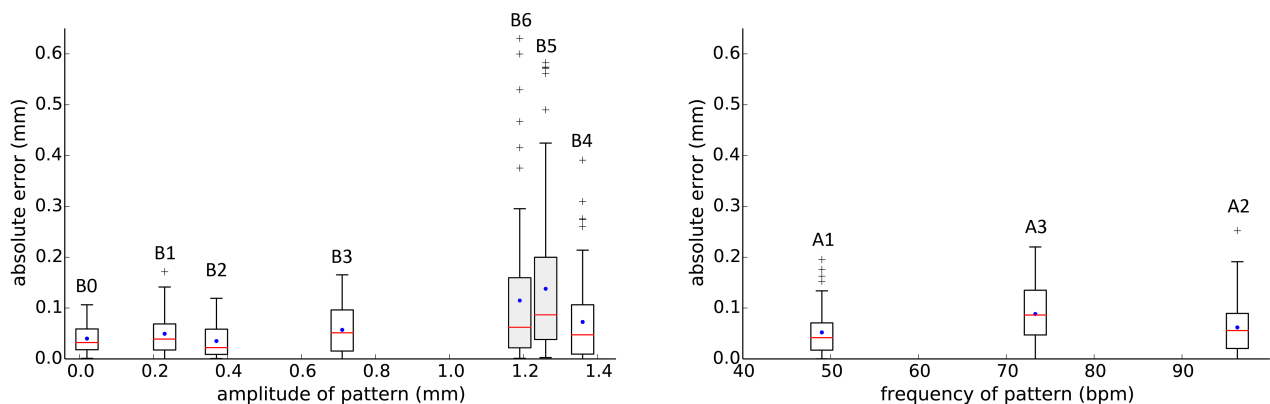 B6
B5
B4
B3
B1
B2
B0
0.6
0.5
0.4
0.3
0.2
0.1
0.0
absolute error (mm)
0.0 0.2 0.4 0.6 0.8 1.0 1.2 1.4
amplitude of pattern (mm)
A1
A3
A2
0.6
0.5
0.4
0.3
0.2
0.1
0.0
absolute error (mm)
40 50 60 70 80 90
frequency of pattern (bpm)